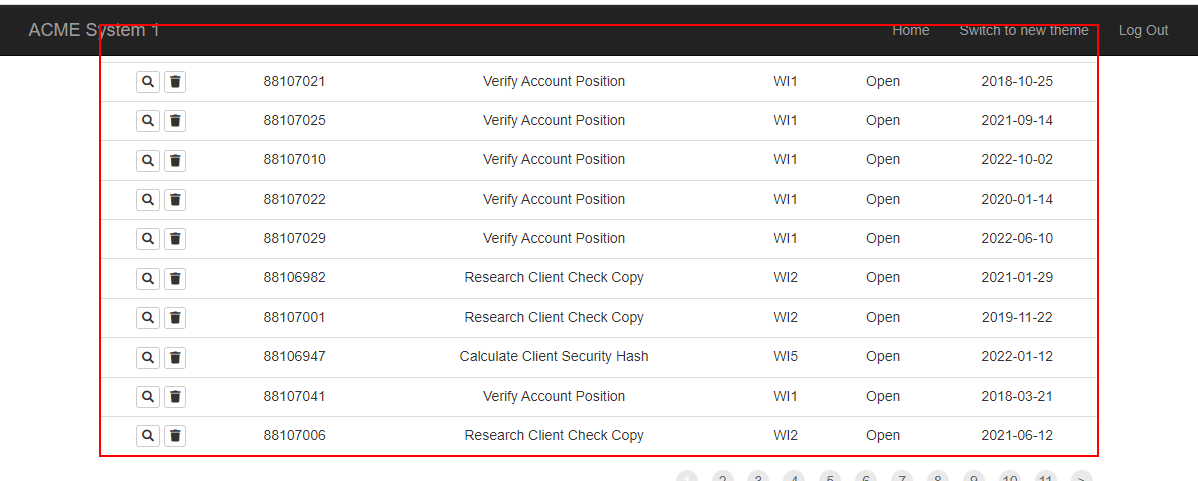 ACME System 1 Home Switch to new theme Log Out
88107021 Verify Account Position WI1 Open 2018-10-25
88107025 Verify Account Position WI1 Open 2021-09-14
88107010 Verify Account Position WI1 Open 2022-10-02
88107022 Verify Account Position WI1 Open 2020-01-14
88107029 Verify Account Position WI1 Open 2022-06-10
88106982 Research Client Check Copy WI2 Open 2021-01-29
88107001 Research Client Check Copy WI2 Open 2019-11-22
88106947 Calculate Client Security Hash WI5 Open 2022-01-12
88107041 Verify Account Position WI1 Open 2018-03-21
88107006 Research Client Check Copy WI2 Open 2021-06-12
1 2 3 4 5 6 7 8 9 10 11 >